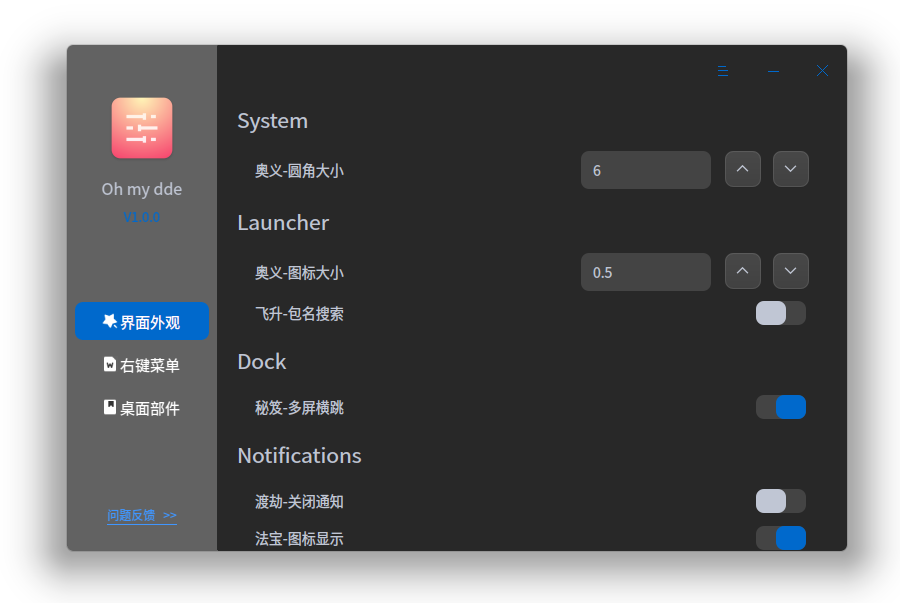 Oh my dde
V1.0.0
界面外观
右键菜单
桌面部件
问题反馈 >>
System
奥义-圆角大小
6
Launcher
奥义-图标大小
0.5
飞升-包名搜索
Dock
秘笈-多屏横跳
Notifications
渡劫-关闭通知
法宝-图标显示